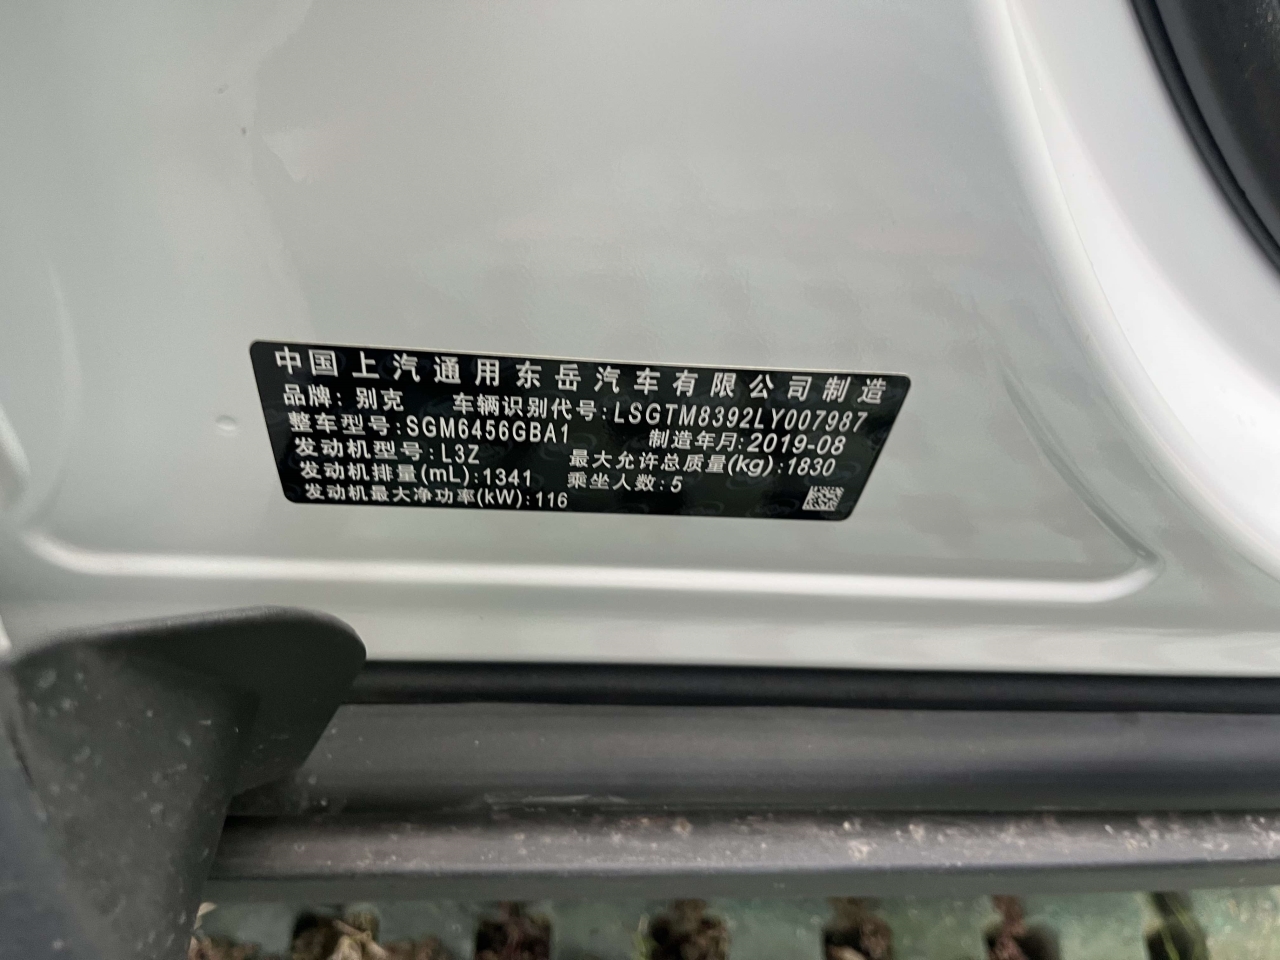 中国上汽通用东岳汽车有限公司制造
品牌: 别克 车辆识别代号: LSGTM8392LY007987
整车型号: SGM6456GBA1 制造年月: 2019-08
发动机型号: L3Z 最大允许总质量(kg): 1830
发动机排量(mL): 1341 乘坐人数: 5
发动机最大净功率(kW): 116